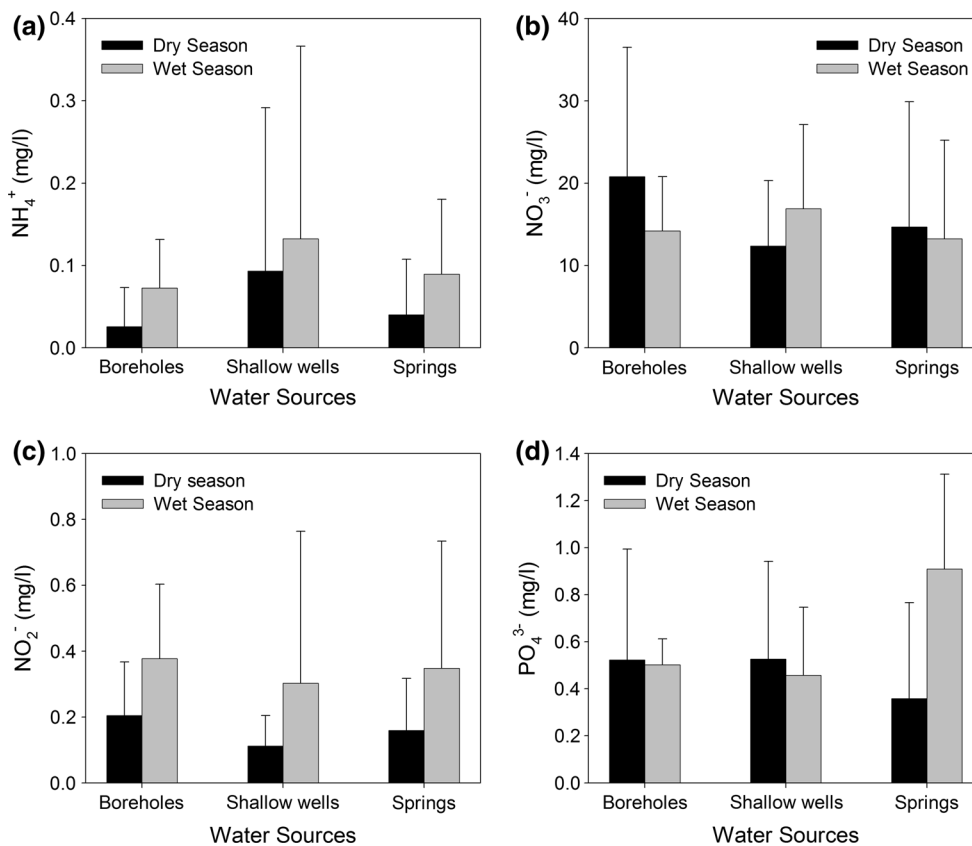 (a)
0.4
0.3
0.2
0.1
0.0
NH₄⁺ (mg/l)
Dry Season
Wet Season
Boreholes Shallow wells Springs
Water Sources
(b)
40
30
20
10
0
NO₃⁻ (mg/l)
Dry Season
Wet Season
Boreholes Shallow wells Springs
Water Sources
(c)
1.0
0.8
0.6
0.4
0.2
0.0
NO₂⁻ (mg/l)
Dry season
Wet Season
Boreholes Shallow wells Springs
Water Sources
(d)
1.4
1.2
1.0
0.8
0.6
0.4
0.2
0.0
PO₄³⁻ (mg/l)
Dry Season
Wet Season
Boreholes Shallow wells Springs
Water Sources